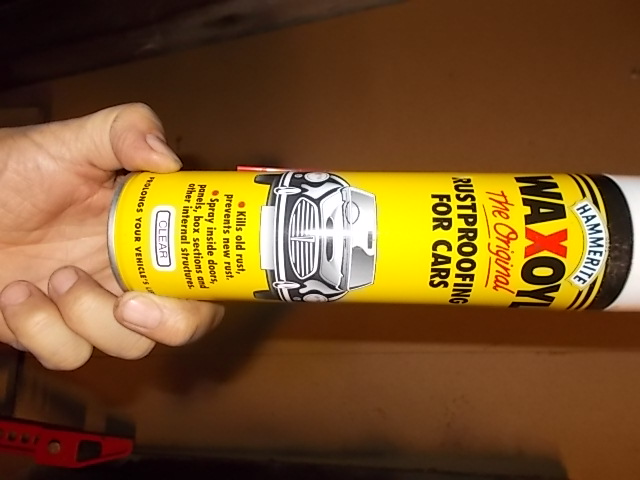 HAMMERITE
WAXOYL
The Original
RUSTPROOFING
FOR CARS
• Kills old rust,
prevents new rust.
• Spray inside doors,
panels, box sections and
other internal structures.
CLEAR
PROLONGS YOUR VEHICLE'S